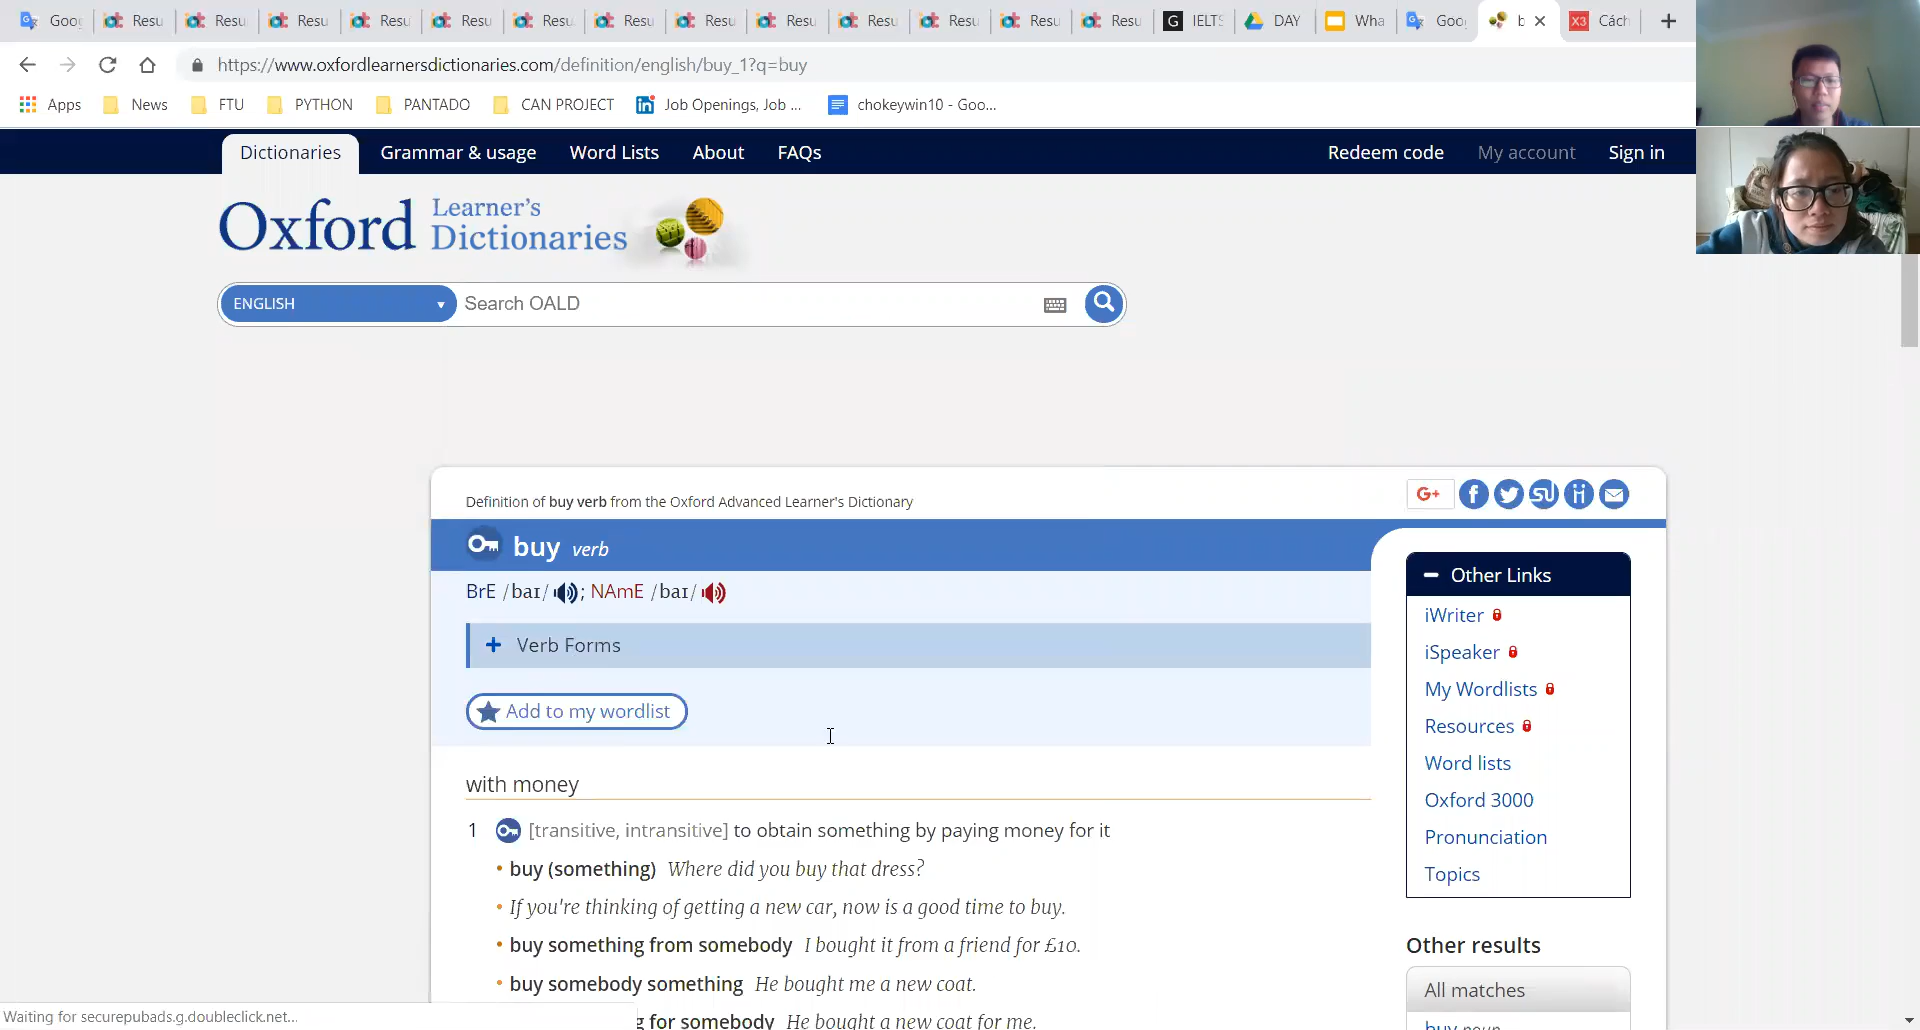 Goog Resu Resu Resu Resu Resu Resu Resu Resu Resu Resu Resu Resu Resu IELTS DAY Wha Goo b Cách
https://www.oxfordlearnersdictionaries.com/definition/english/buy_1?q=buy
Apps News FTU PYTHON PANTADO CAN PROJECT Job Openings, Job ... chokeywin10 - Goo...
Dictionaries Grammar & usage Word Lists About FAQs Redeem code My account Sign in
Oxford Learner's Dictionaries
ENGLISH Search OALD
Definition of buy verb from the Oxford Advanced Learner's Dictionary G+
buy verb
BrE /baɪ/ ; NAmE /baɪ/
+ Verb Forms
Add to my wordlist
with money
1 [transitive, intransitive] to obtain something by paying money for it
• buy (something) Where did you buy that dress?
• If you're thinking of getting a new car, now is a good time to buy.
• buy something from somebody I bought it from a friend for £10.
• buy somebody something He bought me a new coat.
g for somebody He bought a new coat for me.
Other Links
iWriter
iSpeaker
My Wordlists
Resources
Word lists
Oxford 3000
Pronunciation
Topics
Other results
All matches
buy noun
Waiting for securepubads.g.doubleclick.net...